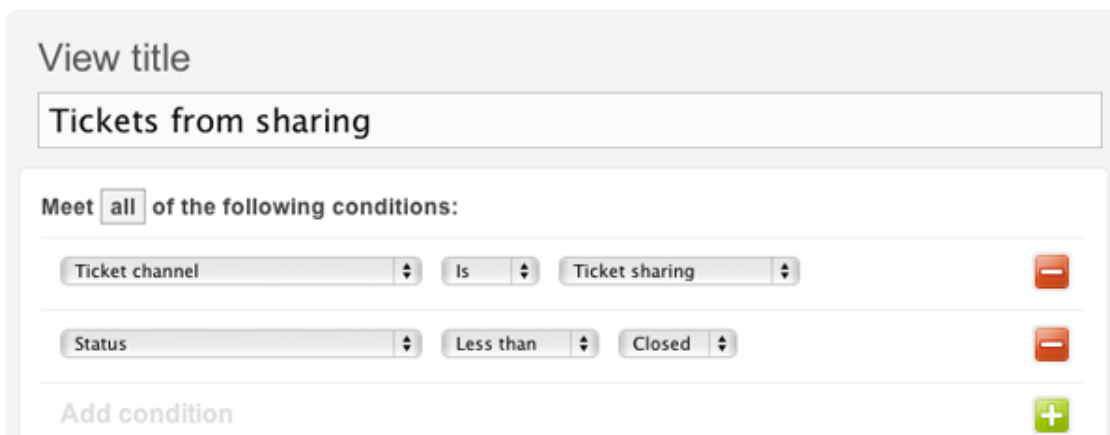 View title
Tickets from sharing
Meet all of the following conditions:
Ticket channel Is Ticket sharing
Status Less than Closed
Add condition